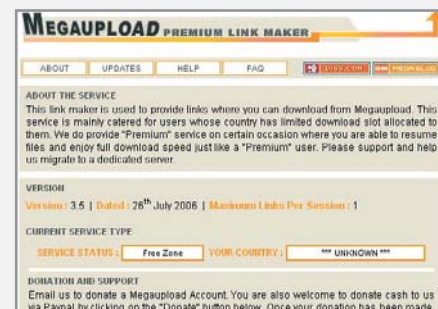 MEGAUPLOAD PREMIUM LINK MAKER
ABOUT UPDATES HELP FAQ
ABOUT THE SERVICE
This link maker is used to provide links where you can download from Megaupload. This
service is mainly catered for users whose country has limited download slot allocated to
them. We do provide "Premium" service on certain occasion where you are able to resume
files and enjoy full download speed just like a "Premium" user. Please support and help
us migrate to a dedicated server.
VERSION
Version : 3.5 | Dated : 26th July 2006 | Maximum Links Per Session : 1
CURRENT SERVICE TYPE
SERVICE STATUS : Free Zone YOUR COUNTRY : *** UNKNOWN ***
DONATION AND SUPPORT
Email us to donate a Megaupload Account. You are also welcome to donate cash to us
via Paypal by clicking on the "Donate" button below. Once your donation has been made,